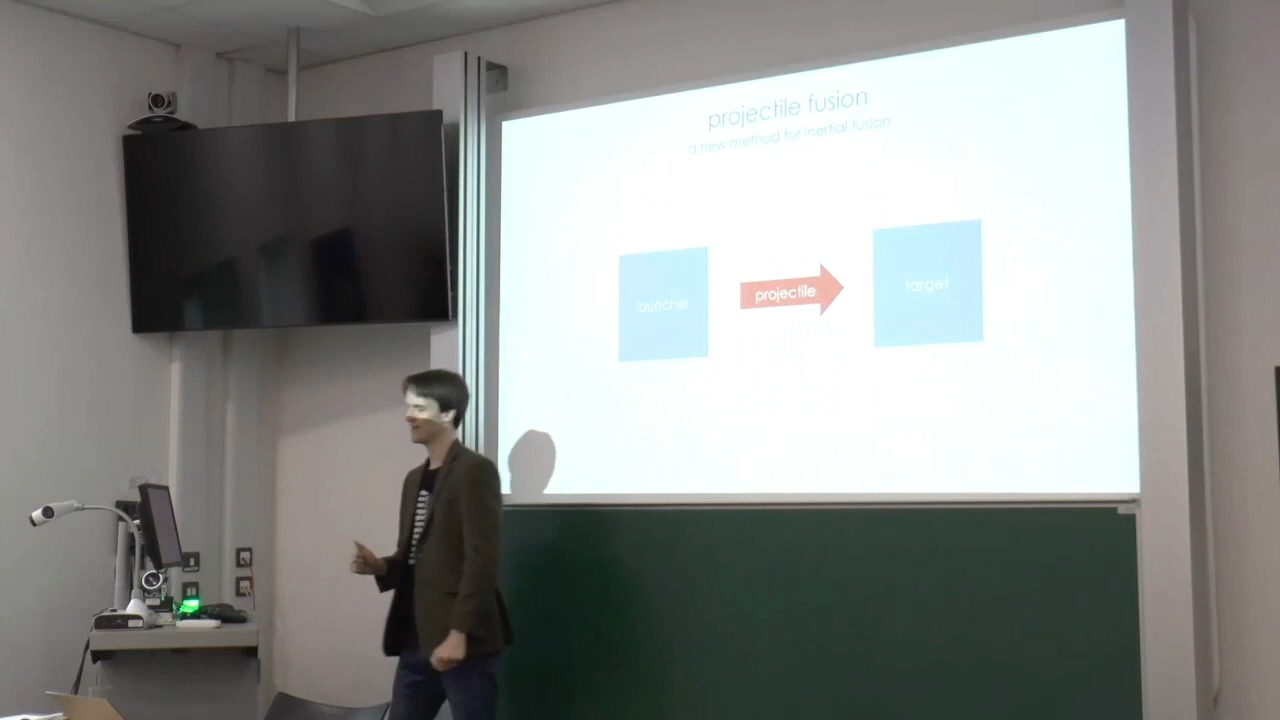 projectile fusion
a new method for inertial fusion
launcher
projectile
target